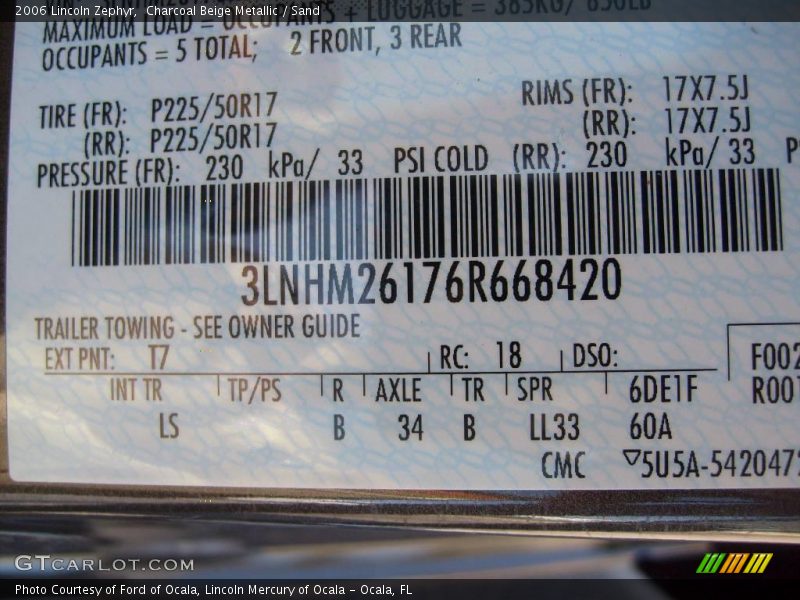 2006 Lincoln Zephyr, Charcoal Beige Metallic / Sand
MAXIMUM LOAD = OCCUPANTS + LUGGAGE = 385KG/ 850LB
OCCUPANTS = 5 TOTAL; 2 FRONT, 3 REAR
TIRE (FR): P225/50R17 RIMS (FR): 17X7.5J
(RR): P225/50R17 (RR): 17X7.5J
PRESSURE (FR): 230 kPa/ 33 PSI COLD (RR): 230 kPa/ 33 P
3LNHM26176R668420
TRAILER TOWING - SEE OWNER GUIDE
EXT PNT: T7 RC: 18 DSO: F002
INT TR TP/PS R AXLE TR SPR 6DE1F R001
LS B 34 B LL33 60A
CMC ▽5U5A-5420472
GTCARLOT.COM
Photo Courtesy of Ford of Ocala, Lincoln Mercury of Ocala - Ocala, FL